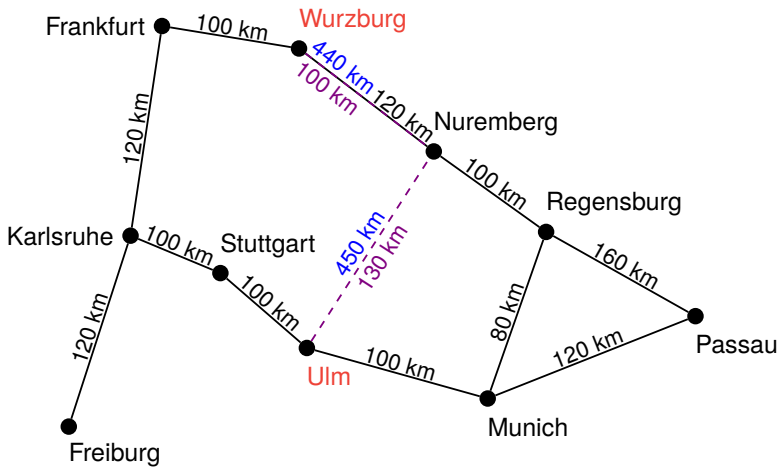 Wurzburg
Frankfurt
100 km
440 km
100 km
120 km
Nuremberg
120 km
100 km
Regensburg
Karlsruhe
100 km
Stuttgart
450 km
130 km
160 km
100 km
120 km
80 km
100 km
120 km
Passau
Ulm
Munich
Freiburg